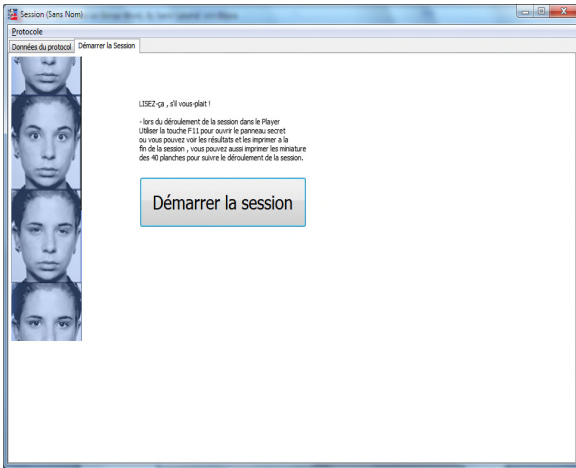 Session (Sans Nom)
Protocole
Données du protocol
Démarrer la Session
LISEZ-ça , s'il vous-plait !
- lors du déroulement de la session dans le Player
Utiliser la touche F11 pour ouvrir le panneau secret
ou vous pouvez voir les résultats et les imprimer a la
fin de la session , vous pouvez aussi imprimer les miniature
des 40 planches pour suivre le déroulement de la session.
Démarrer la session